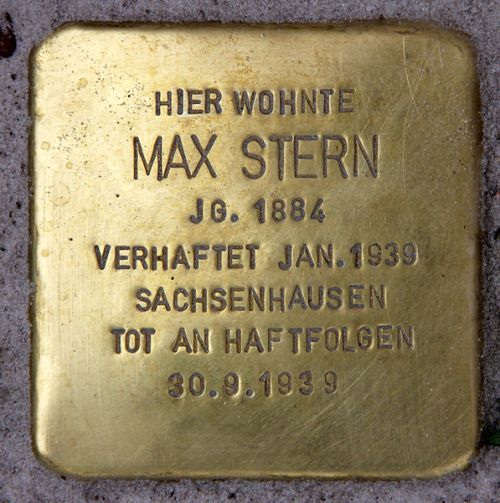 HIER WOHNTE
MAX STERN
JG. 1884
VERHAFTET JAN. 1939
SACHSENHAUSEN
TOT AN HAFTFOLGEN
30.9.1939